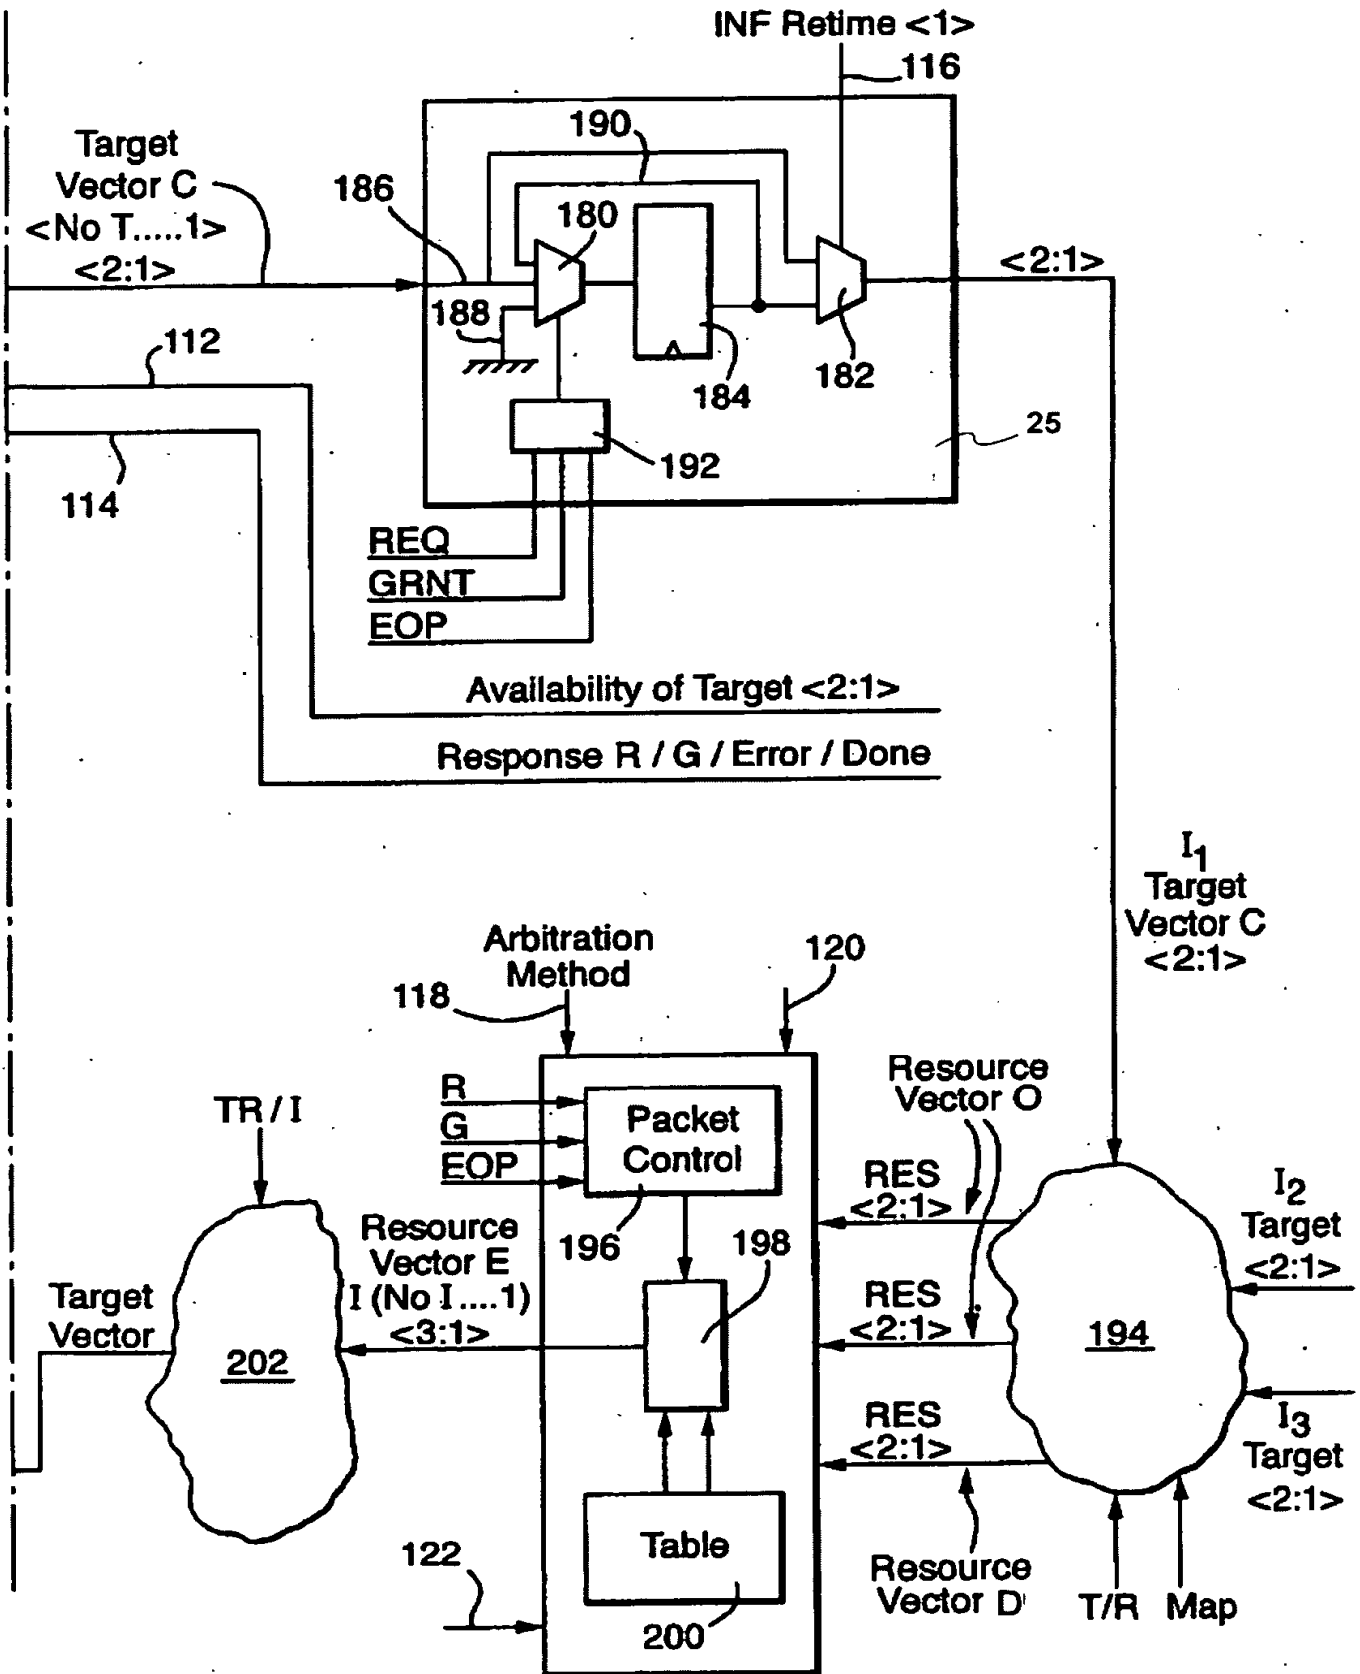 INF Retime <1>
116
190
Target
Vector C
<No T.....1>
<2:1>
186
180
188
184
182
<2:1>
112
114
192
25
REQ
GRNT
EOP
Availability of Target <2:1>
Response R / G / Error / Done
I1
Target
Vector C
<2:1>
Arbitration
Method
118
120
R
G
EOP
Packet
Control
196
198
Resource
Vector O
RES
<2:1>
RES
<2:1>
RES
<2:1>
Resource
Vector D
194
I2
Target
<2:1>
I3
Target
<2:1>
T/R
Map
TR / I
Resource
Vector E
I (No I....1)
<3:1>
Target
Vector
202
Table
200
122